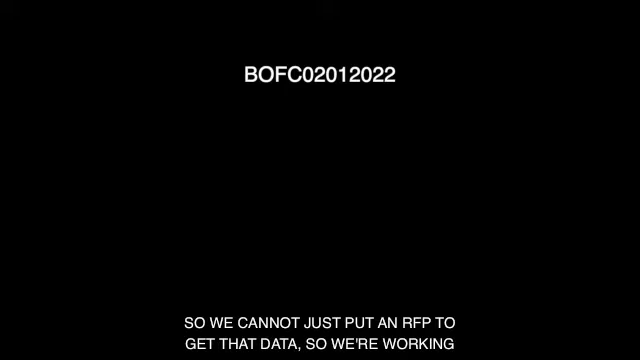 BOFC02012022
SO WE CANNOT JUST PUT AN RFP TO
GET THAT DATA, SO WE'RE WORKING